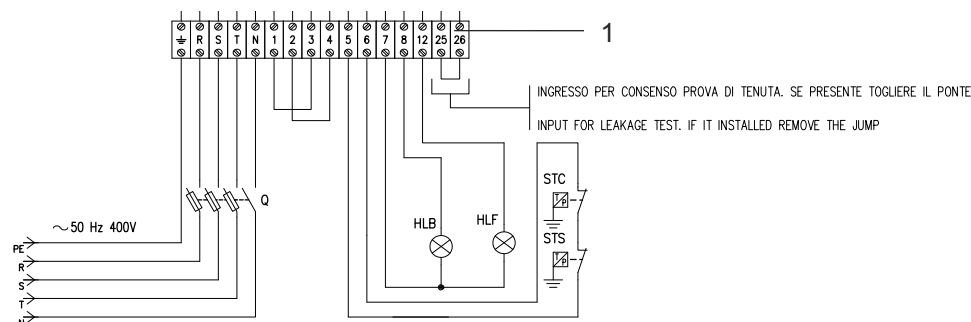 ⏚ R S T N 1 2 3 4 5 6 7 8 12 25 26
1
INGRESSO PER CONSENSO PROVA DI TENUTA. SE PRESENTE TOGLIERE IL PONTE
INPUT FOR LEAKAGE TEST. IF IT INSTALLED REMOVE THE JUMP
STC
T/P
Q
HLB
HLF
STS
T/P
~50 Hz 400V
PE
R
S
T
N